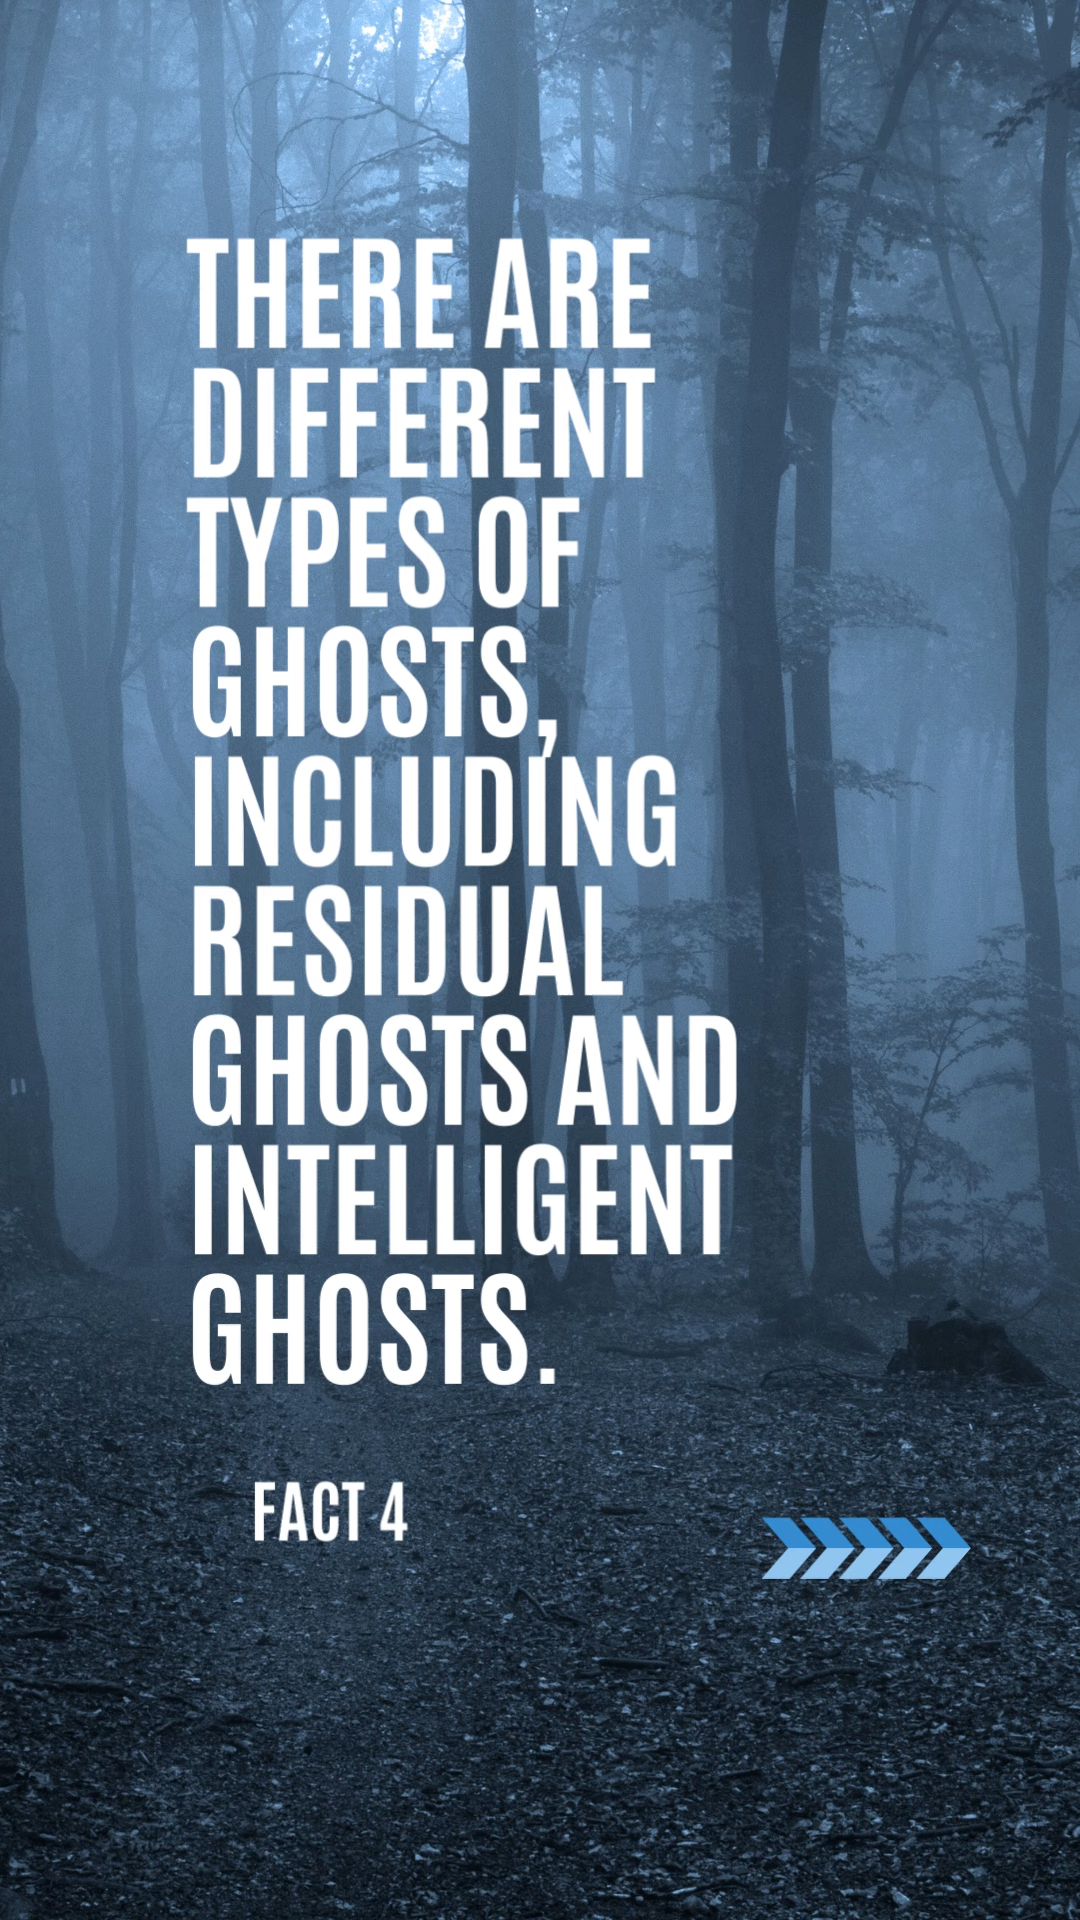 THERE ARE
DIFFERENT
TYPES OF
GHOSTS,
INCLUDING
RESIDUAL
GHOSTS AND
INTELLIGENT
GHOSTS.
FACT 4